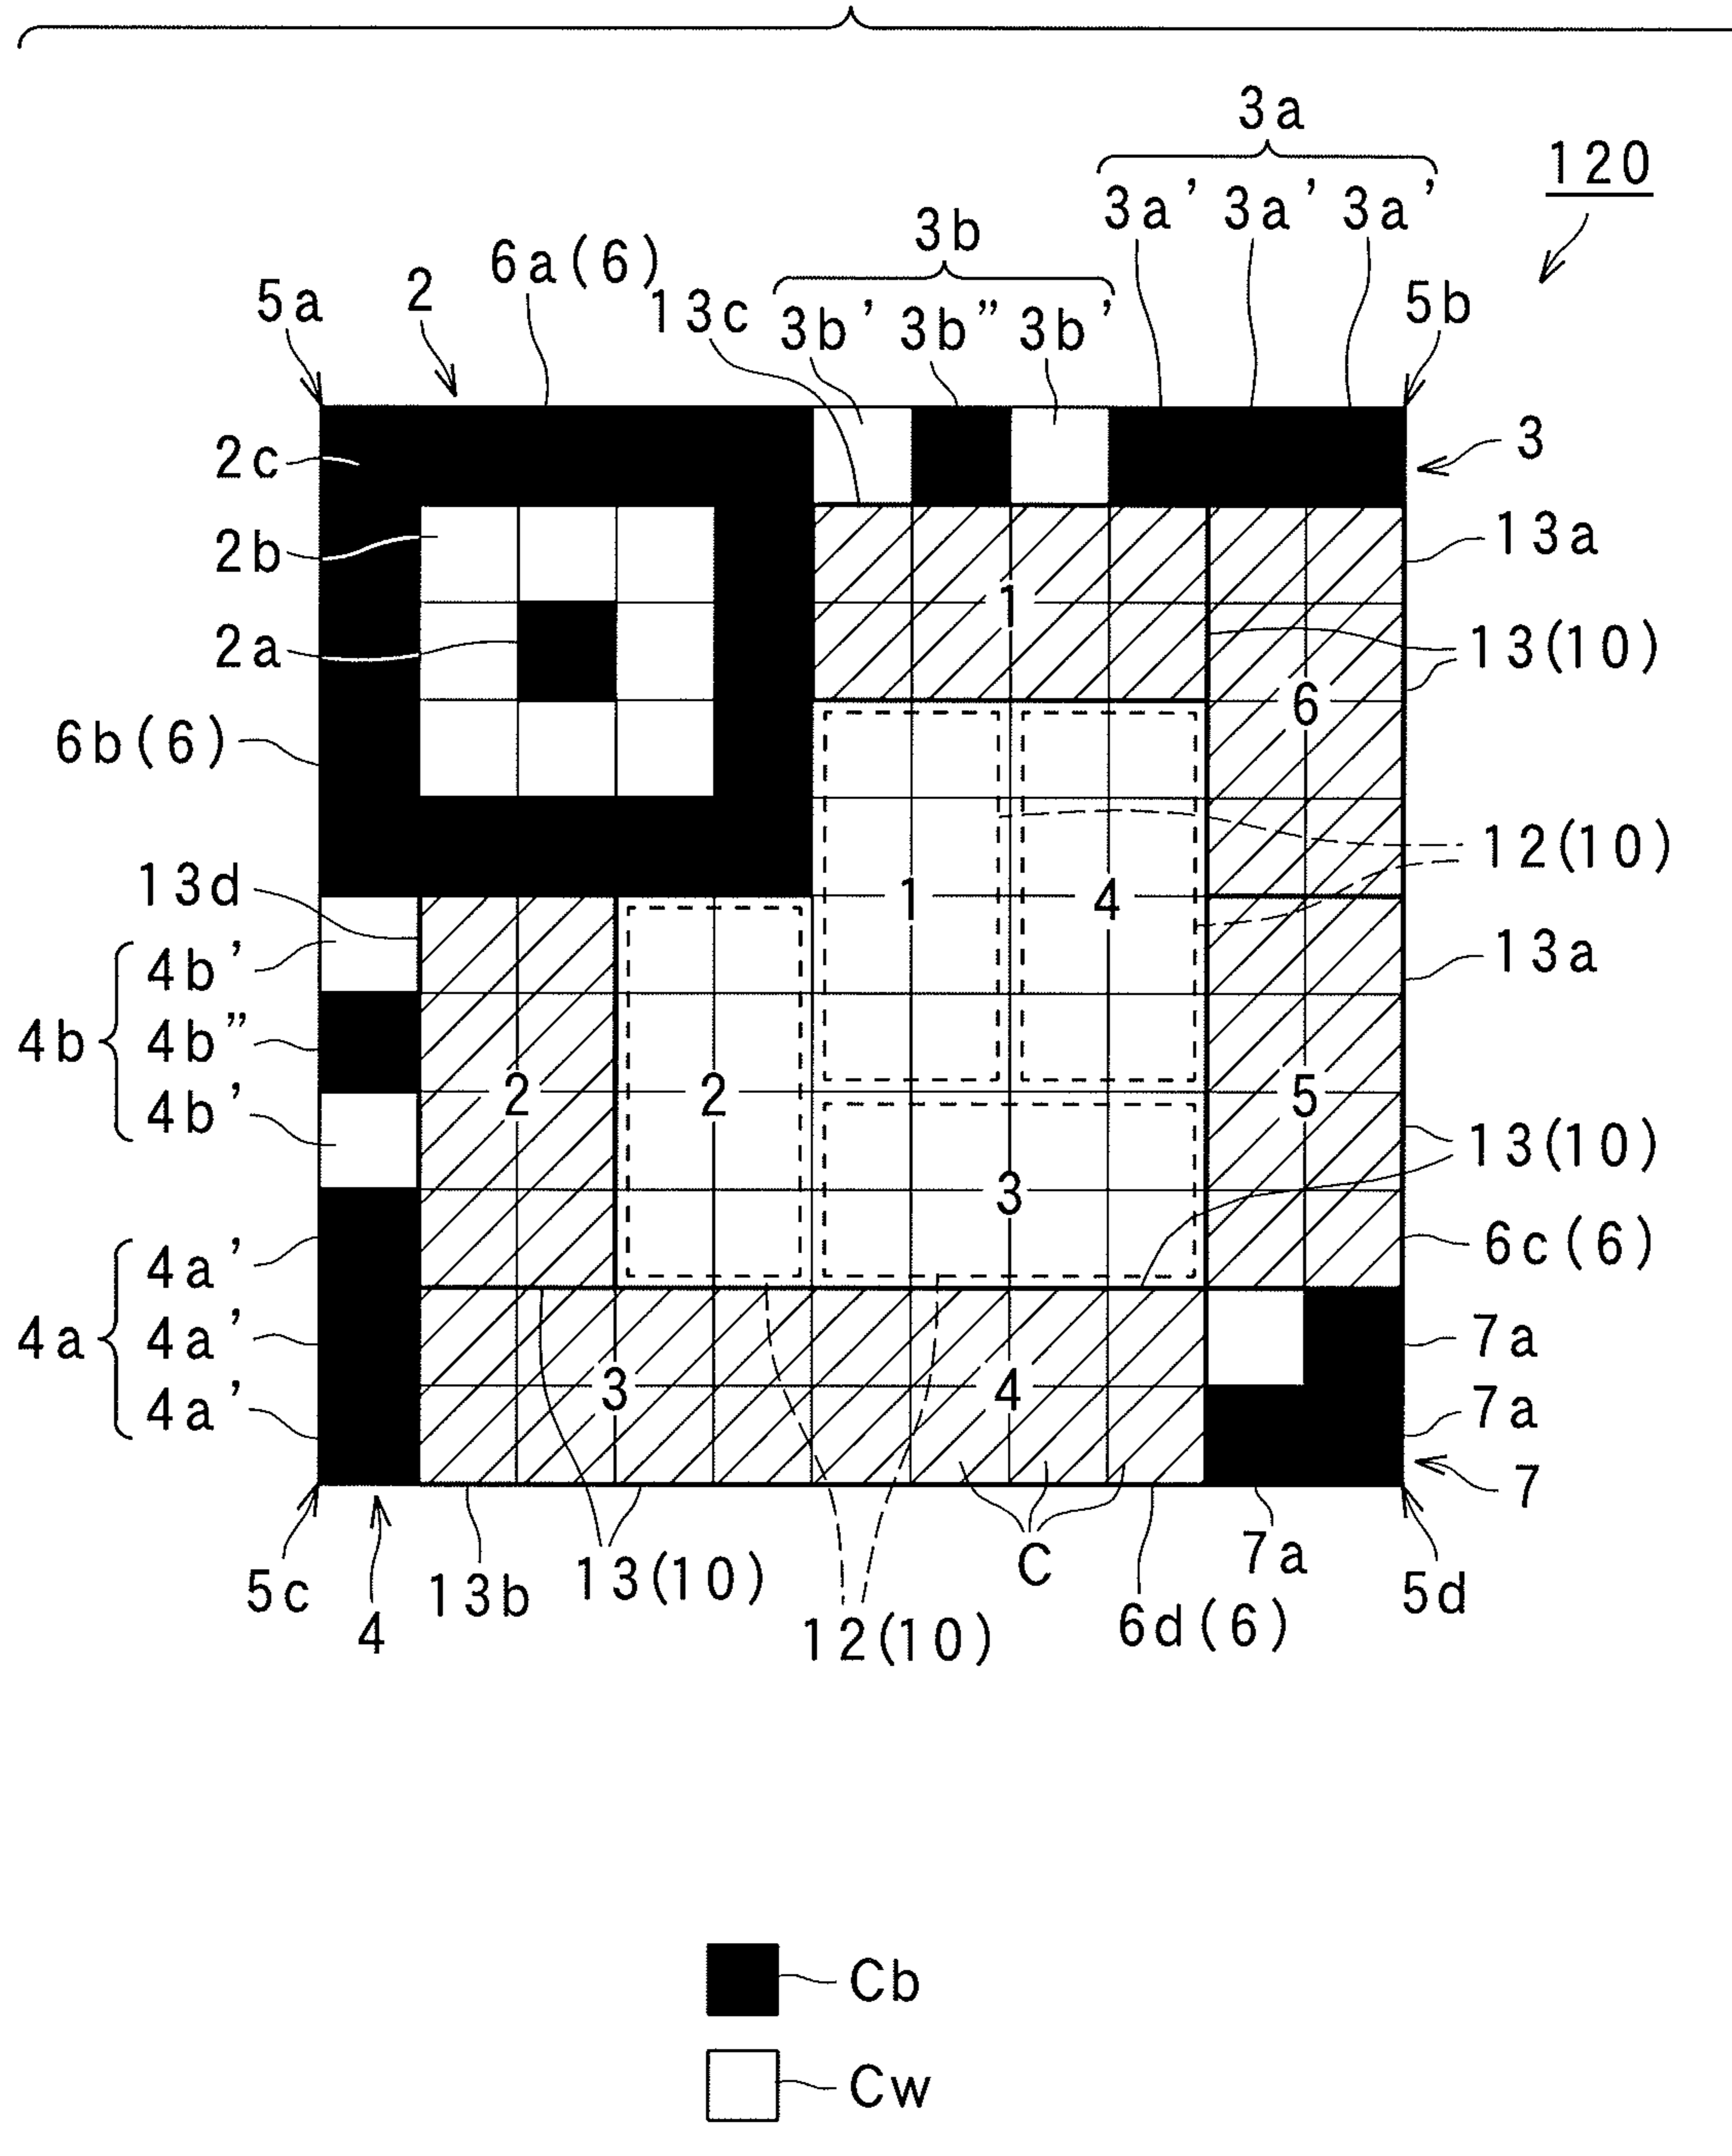 3a
120
3a’ 3a’ 3a’
3b
6a(6)
2
5a
13c
3b’ 3b” 3b’
5b
2c
3
2b
13a
2a
1
13(10)
6
6b(6)
12(10)
13d
1
4
4b’
13a
4b
4b”
4b’
2
2
5
13(10)
3
4a’
6c(6)
4a
4a’
4a’
3
4
7a
7a
7
5c
4
13b
13(10)
12(10)
C
6d(6)
7a
5d
Cb
Cw